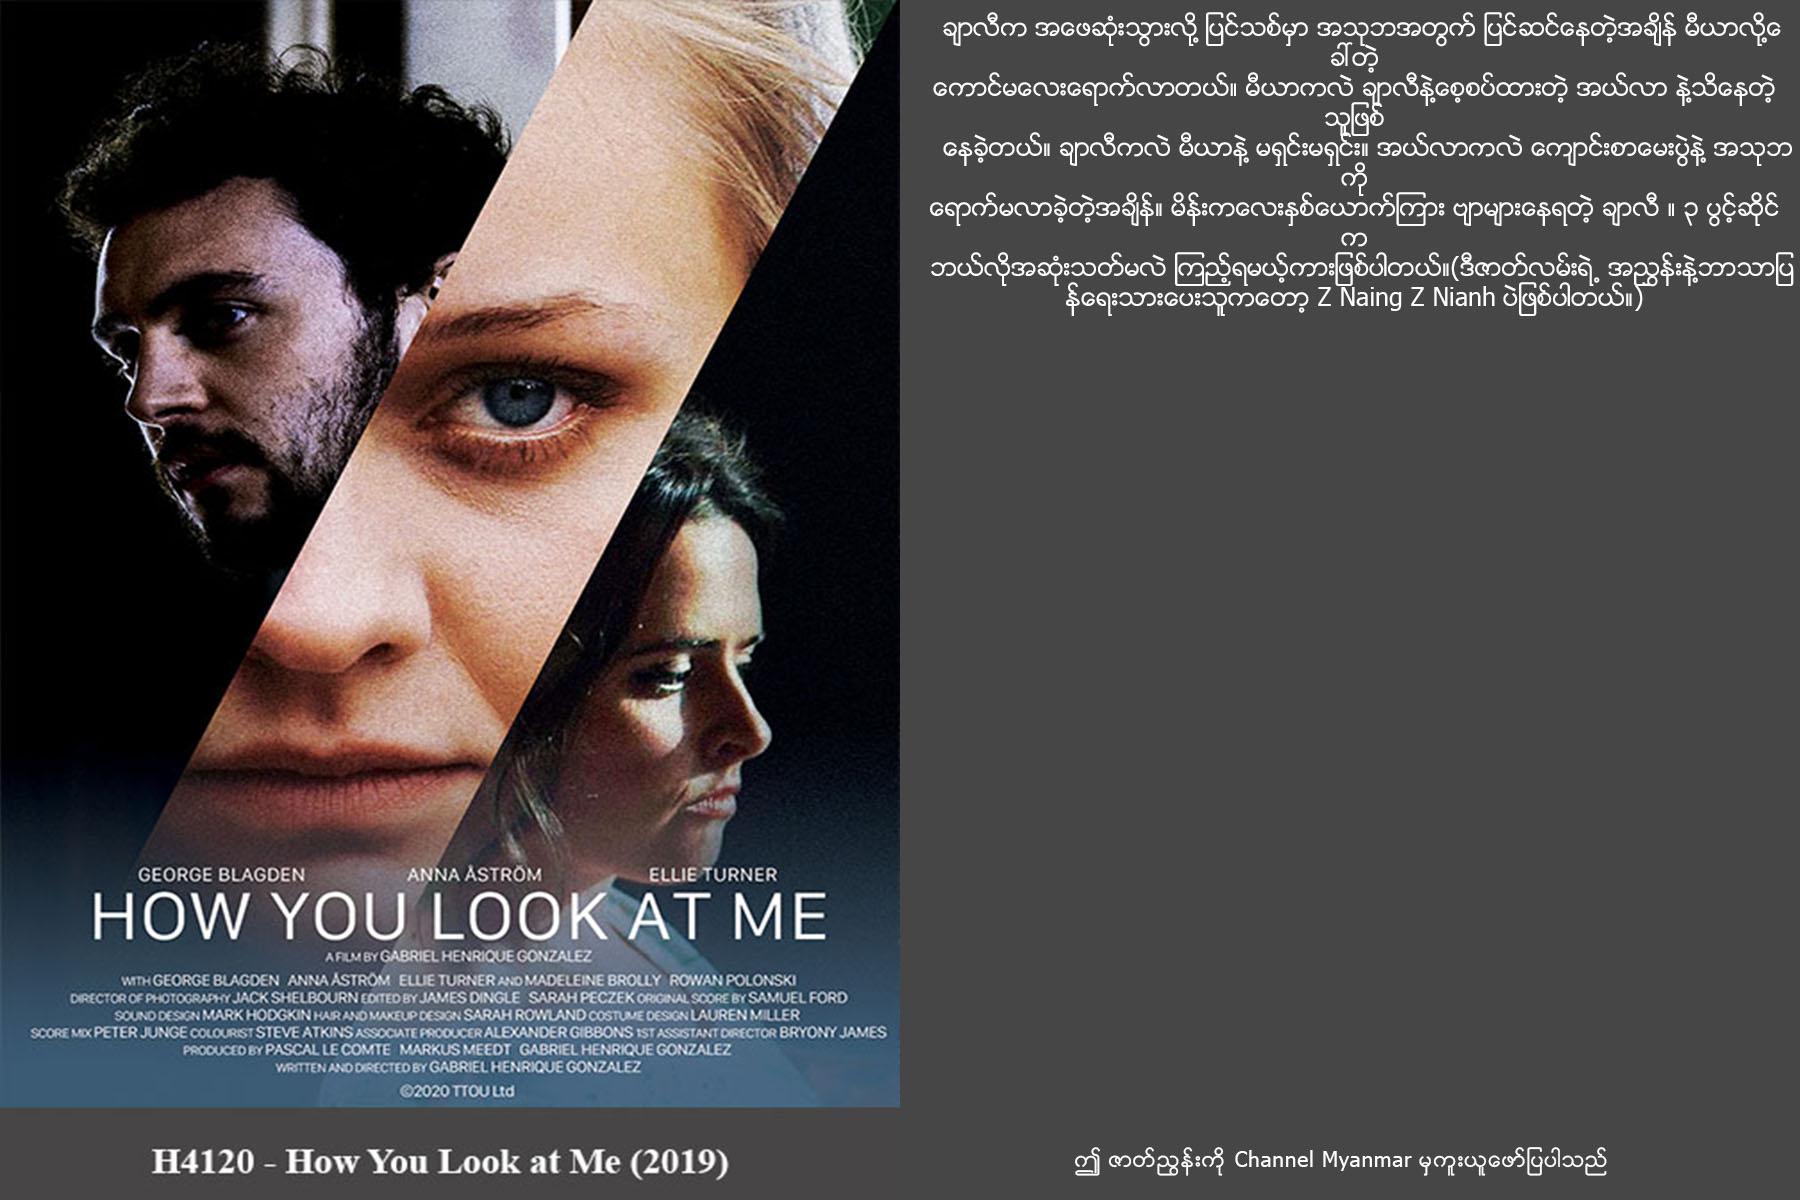 GEORGE BLAGDEN ANNA ÅSTRÖM ELLIE TURNER
HOW YOU LOOK AT ME
A FILM BY GABRIEL HENRIQUE GONZALEZ
WITH GEORGE BLAGDEN ANNA ÅSTRÖM ELLIE TURNER AND MADELEINE BROLLY ROWAN POLONSKI
DIRECTOR OF PHOTOGRAPHY JACK SHELBOURN EDITED BY JAMES DINGLE SARAH PECZEK ORIGINAL SCORE BY SAMUEL FORD
SOUND DESIGN MARK HODGKIN HAIR AND MAKEUP DESIGN SARAH ROWLAND COSTUME DESIGN LAUREN MILLER
SCORE MIX PETER JUNGE COLOURIST STEVE ATKINS ASSOCIATE PRODUCER ALEXANDER GIBBONS 1ST ASSISTANT DIRECTOR BRYONY JAMES
PRODUCED BY PASCAL LE COMTE MARKUS MEEDT GABRIEL HENRIQUE GONZALEZ
WRITTEN AND DIRECTED BY GABRIEL HENRIQUE GONZALEZ
©2020 TTOU Ltd
H4120 - How You Look at Me (2019)
ချာလီက အဖေဆုံးသွားလို့ ပြင်သစ်မှာ အသုဘအတွက် ပြင်ဆင်နေတဲ့အချိန် မီယာလို့ခေ
ါ်တဲ့
ကောင်မလေးရောက်လာတယ်။ မီယာကလဲ ချာလီနဲ့စေ့စပ်ထားတဲ့ အယ်လာ နဲ့သိနေတဲ့
သူဖြစ်
နေခဲ့တယ်။ ချာလီကလဲ မီယာနဲ့ မရှင်းမရှင်း။ အယ်လာကလဲ ကျောင်းစာမေးပွဲနဲ့ အသုဘ
ကို
ရောက်မလာခဲ့တဲ့အချိန်။ မိန်းကလေးနှစ်ယောက်ကြား ဗျာများနေရတဲ့ ချာလီ ။ ၃ ပွင့်ဆိုင်
က
ဘယ်လိုအဆုံးသတ်မလဲ ကြည့်ရမယ့်ကားဖြစ်ပါတယ်။(ဒီဇာတ်လမ်းရဲ့ အညွှန်းနဲ့ဘာသာပြ
န်ရေးသားပေးသူကတော့ Z Naing Z Nianh ပဲဖြစ်ပါတယ်။)
ဤ ဇာတ်ညွှန်းကို Channel Myanmar မှကူးယူဖော်ပြပါသည်